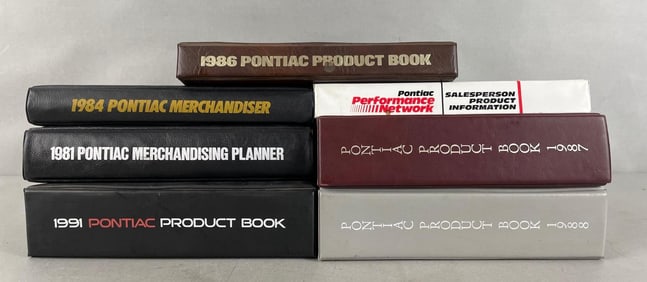 1986 PONTIAC PRODUCT BOOK
1984 PONTIAC MERCHANDISER
Pontiac
Performance
Network
SALESPERSON
PRODUCT
INFORMATION
1981 PONTIAC MERCHANDISING PLANNER
PONTIAC PRODUCT BOOK 1987
1991 PONTIAC PRODUCT BOOK
PONTIAC PRODUCT BOOK 1988